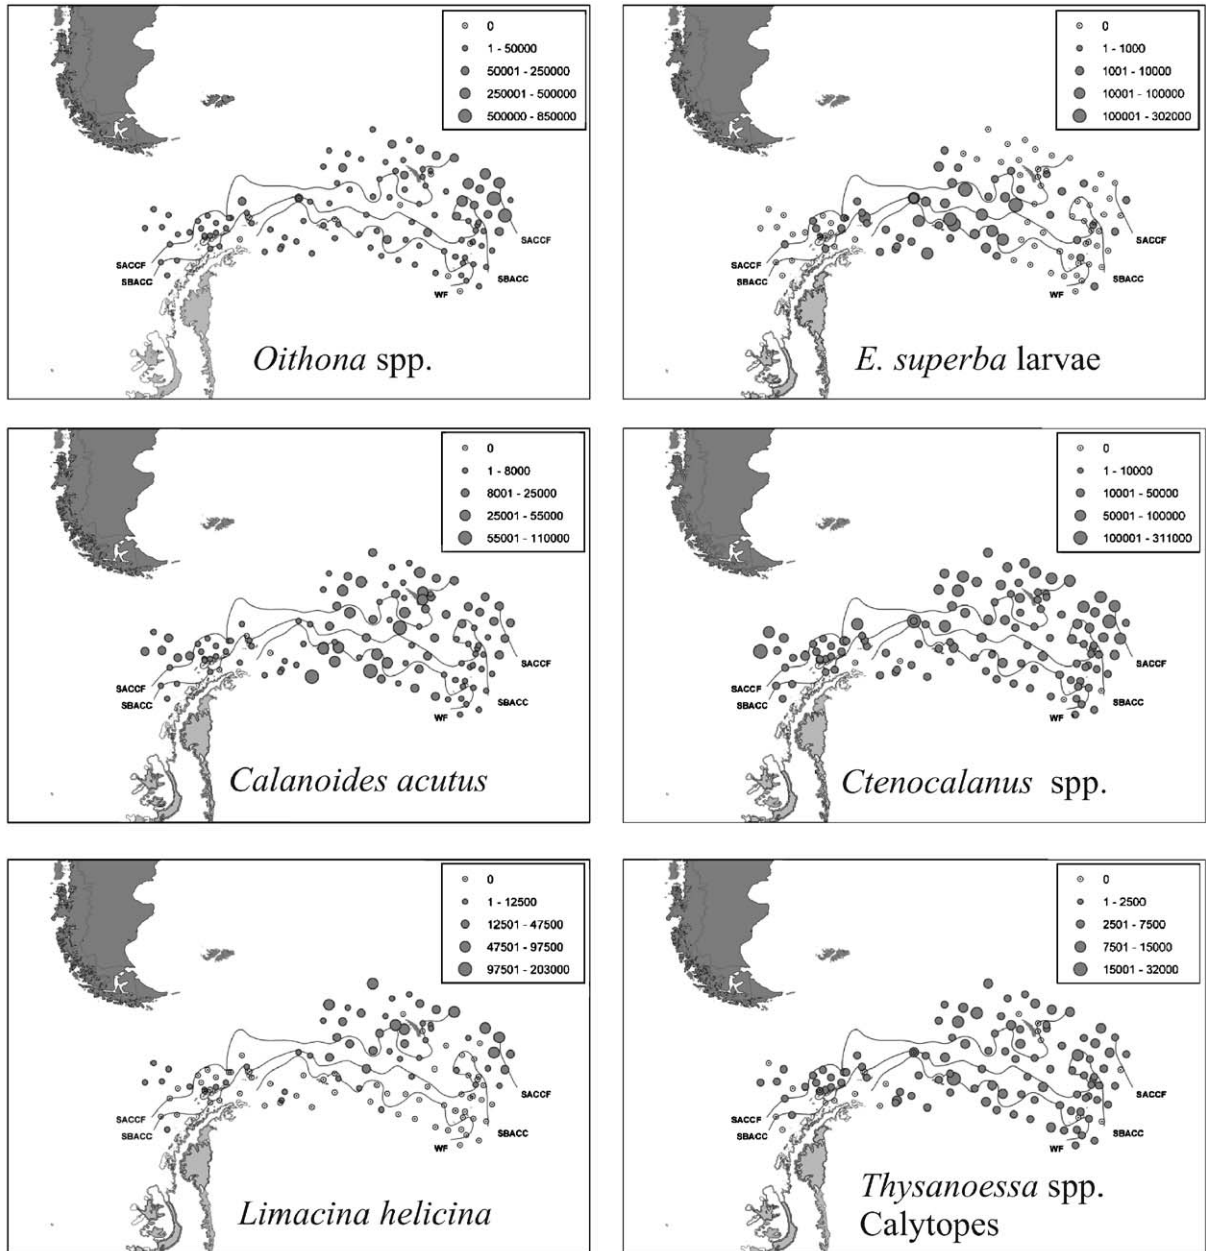 0
1 - 50000
50001 - 250000
250001 - 500000
500000 - 850000
SACCF
SACCF
SBACC
SBACC
WF
Oithona spp.
0
1 - 1000
1001 - 10000
10001 - 100000
100001 - 302000
SACCF
SACCF
SBACC
SBACC
WF
E. superba larvae
0
1 - 8000
8001 - 25000
25001 - 55000
55001 - 110000
SACCF
SACCF
SBACC
SBACC
WF
Calanoides acutus
0
1 - 10000
10001 - 50000
50001 - 100000
100001 - 311000
SACCF
SACCF
SBACC
SBACC
WF
Ctenocalanus spp.
0
1 - 12500
12501 - 47500
47501 - 97500
97501 - 203000
SACCF
SACCF
SBACC
SBACC
WF
Limacina helicina
0
1 - 2500
2501 - 7500
7501 - 15000
15001 - 32000
SACCF
SACCF
SBACC
SBACC
WF
Thysanoessa spp.
Calytopes